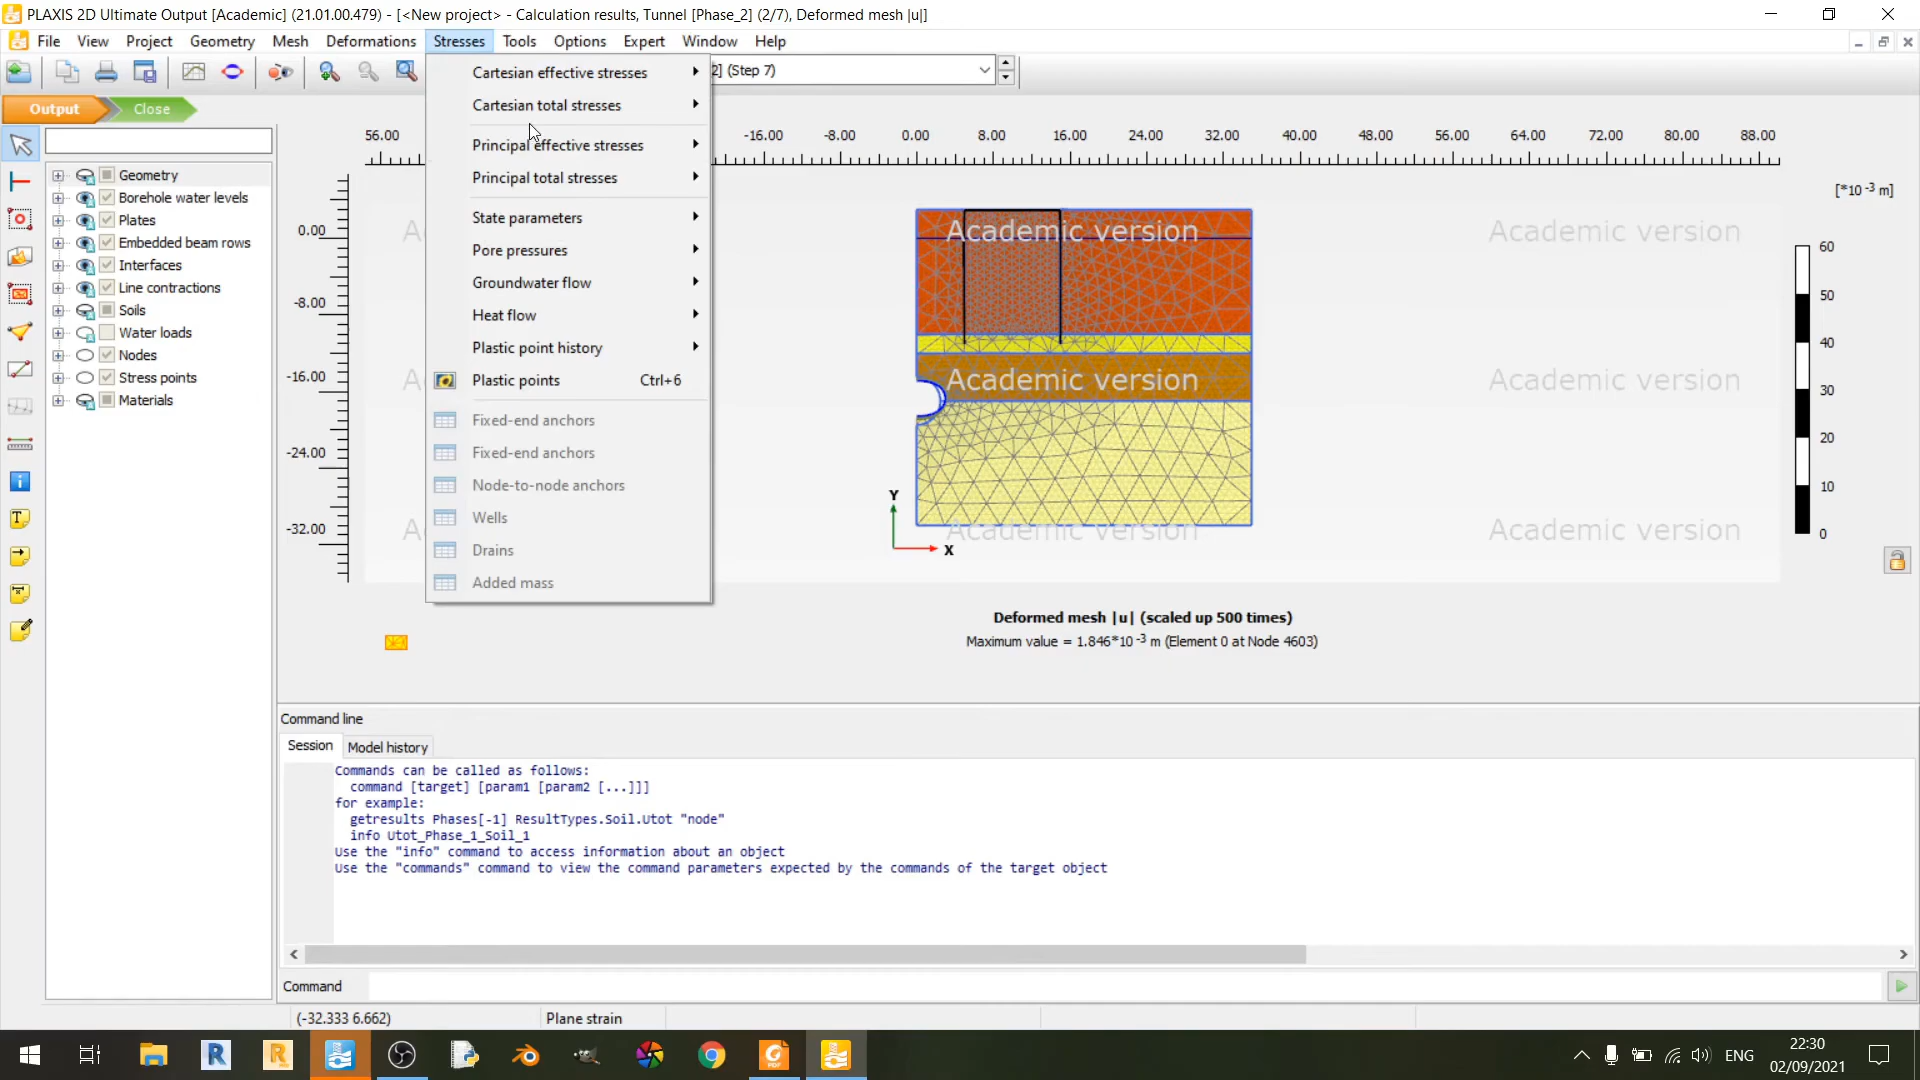 PLAXIS 2D Ultimate Output [Academic] (21.01.00.479) - [<New project> - Calculation results, Tunnel [Phase_2] (2/7), Deformed mesh |u|]
File View Project Geometry Mesh Deformations Stresses Tools Options Expert Window Help
2] (Step 7)
Output Close
Cartesian effective stresses
Cartesian total stresses
Principal effective stresses
Principal total stresses
State parameters
Pore pressures
Groundwater flow
Heat flow
Plastic point history
Plastic points Ctrl+6
Fixed-end anchors
Fixed-end anchors
Node-to-node anchors
Wells
Drains
Added mass
Geometry
Borehole water levels
Plates
Embedded beam rows
Interfaces
Line contractions
Soils
Water loads
Nodes
Stress points
Materials
56.00 -16.00 -8.00 0.00 8.00 16.00 24.00 32.00 40.00 48.00 56.00 64.00 72.00 80.00 88.00
0.00
-8.00
-16.00
-24.00
-32.00
[*10 -3 m]
60
50
40
30
20
10
0
A Academic version Academic version
A Academic version Academic version
A Academic version Academic version
Y
X
Deformed mesh |u| (scaled up 500 times)
Maximum value = 1.846*10 -3 m (Element 0 at Node 4603)
Command line
Session Model history
Commands can be called as follows:
command [target] [param1 [param2 [...]]]
for example:
getresults Phases[-1] ResultTypes.Soil.Utot "node"
info Utot_Phase_1_Soil_1
Use the "info" command to access information about an object
Use the "commands" command to view the command parameters expected by the commands of the target object
Command
(-32.333 6.662) Plane strain
ENG
22:30
02/09/2021